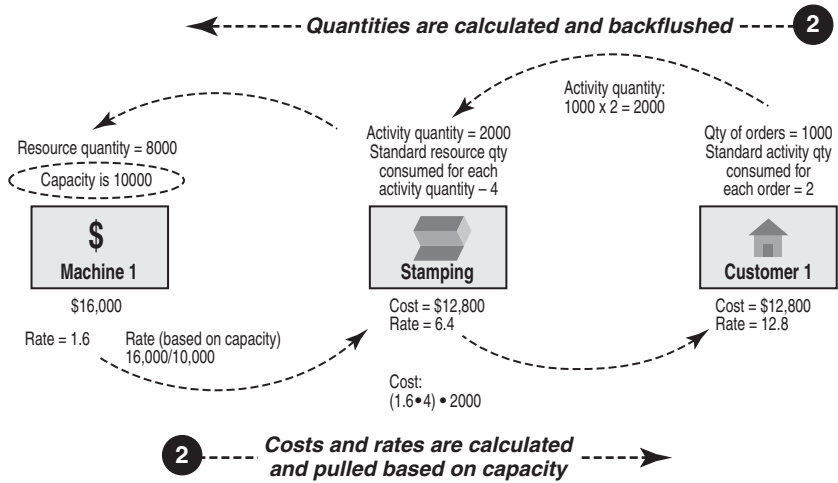 Quantities are calculated and backflushed
2
Activity quantity:
1000 x 2 = 2000
Resource quantity = 8000
Capacity is 10000
Activity quantity = 2000
Standard resource qty
consumed for each
activity quantity – 4
Qty of orders = 1000
Standard activity qty
consumed for
each order = 2
$
Machine 1
Stamping
Customer 1
$16,000
Rate = 1.6
Rate (based on capacity)
16,000/10,000
Cost = $12,800
Rate = 6.4
Cost = $12,800
Rate = 12.8
Cost:
(1.6•4) • 2000
2
Costs and rates are calculated
and pulled based on capacity